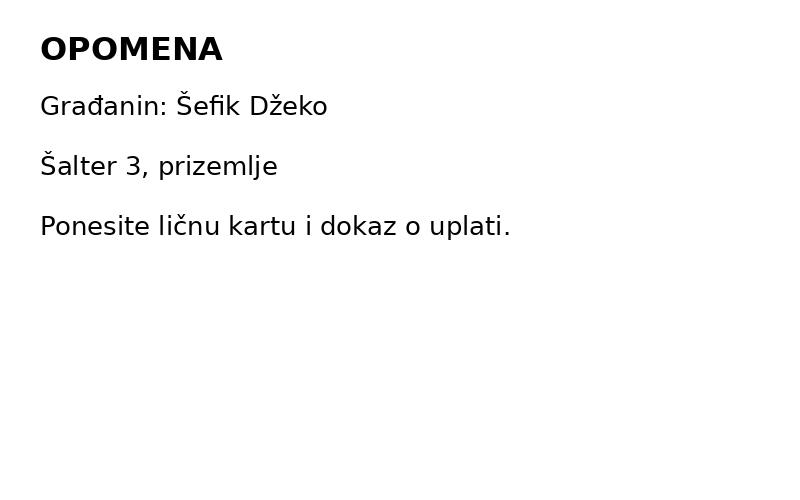 OPOMENA
Građanin: Šefik Džeko
Šalter 3, prizemlje
Ponesite ličnu kartu i dokaz o uplati.